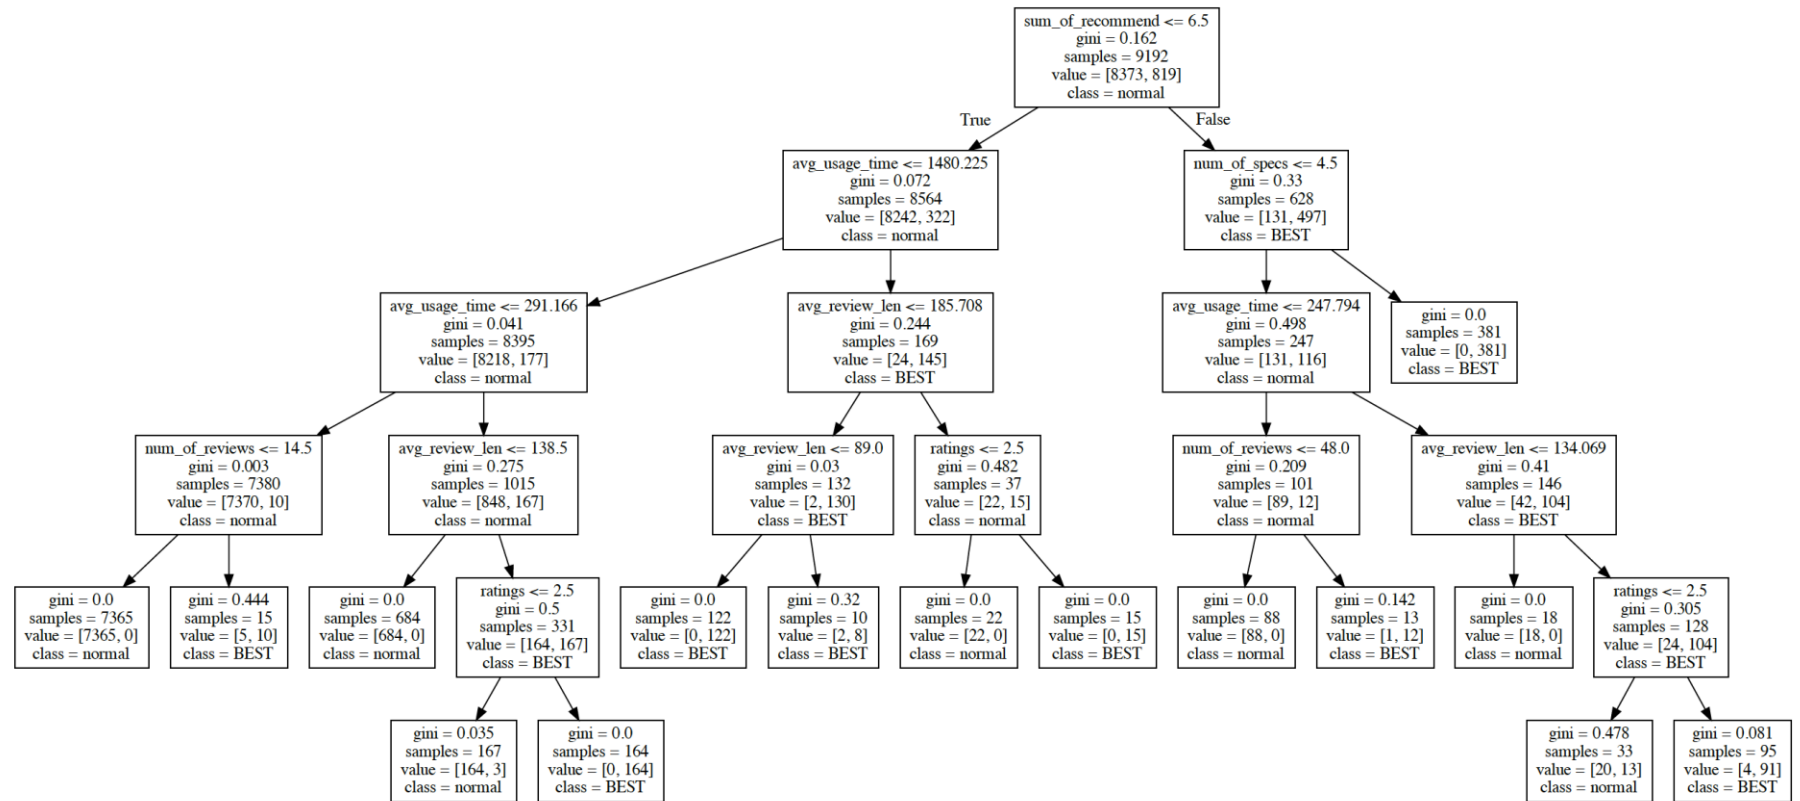 sum_of_recommend <= 6.5
gini = 0.162
samples = 9192
value = [8373, 819]
class = normal
True
False
avg_usage_time <= 1480.225
gini = 0.072
samples = 8564
value = [8242, 322]
class = normal
num_of_specs <= 4.5
gini = 0.33
samples = 628
value = [131, 497]
class = BEST
avg_usage_time <= 291.166
gini = 0.041
samples = 8395
value = [8218, 177]
class = normal
avg_review_len <= 185.708
gini = 0.244
samples = 169
value = [24, 145]
class = BEST
avg_usage_time <= 247.794
gini = 0.498
samples = 247
value = [131, 116]
class = normal
gini = 0.0
samples = 381
value = [0, 381]
class = BEST
num_of_reviews <= 14.5
gini = 0.003
samples = 7380
value = [7370, 10]
class = normal
avg_review_len <= 138.5
gini = 0.275
samples = 1015
value = [848, 167]
class = normal
avg_review_len <= 89.0
gini = 0.03
samples = 132
value = [2, 130]
class = BEST
ratings <= 2.5
gini = 0.482
samples = 37
value = [22, 15]
class = normal
num_of_reviews <= 48.0
gini = 0.209
samples = 101
value = [89, 12]
class = normal
avg_review_len <= 134.069
gini = 0.41
samples = 146
value = [42, 104]
class = BEST
gini = 0.0
samples = 7365
value = [7365, 0]
class = normal
gini = 0.444
samples = 15
value = [5, 10]
class = BEST
gini = 0.0
samples = 684
value = [684, 0]
class = normal
ratings <= 2.5
gini = 0.5
samples = 331
value = [164, 167]
class = BEST
gini = 0.0
samples = 122
value = [0, 122]
class = BEST
gini = 0.32
samples = 10
value = [2, 8]
class = BEST
gini = 0.0
samples = 22
value = [22, 0]
class = normal
gini = 0.0
samples = 15
value = [0, 15]
class = BEST
gini = 0.0
samples = 88
value = [88, 0]
class = normal
gini = 0.142
samples = 13
value = [1, 12]
class = BEST
gini = 0.0
samples = 18
value = [18, 0]
class = normal
ratings <= 2.5
gini = 0.305
samples = 128
value = [24, 104]
class = BEST
gini = 0.035
samples = 167
value = [164, 3]
class = normal
gini = 0.0
samples = 164
value = [0, 164]
class = BEST
gini = 0.478
samples = 33
value = [20, 13]
class = normal
gini = 0.081
samples = 95
value = [4, 91]
class = BEST